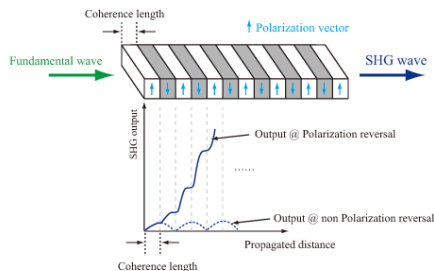 Coherence length
Polarization vector
Fundamental wave
SHG wave
SHG output
Output @ Polarization reversal
......
Output @ non Polarization reversal
Propagated distance
Coherence length